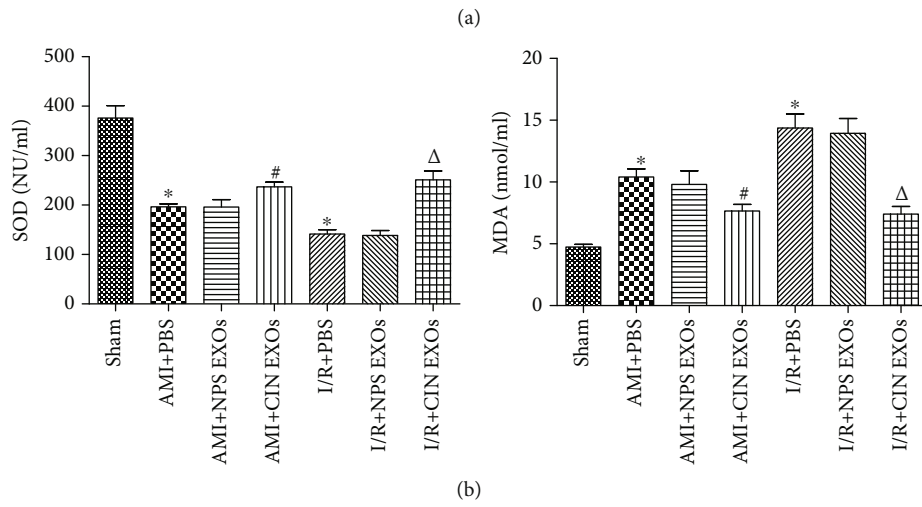 (a)
SOD (NU/ml)
500
400
300
200
100
0
*
#
*
Δ
Sham
AMI+PBS
AMI+NPS EXOs
AMI+CIN EXOs
I/R+PBS
I/R+NPS EXOs
I/R+CIN EXOs
MDA (nmol/ml)
20
15
10
5
0
*
#
*
Δ
Sham
AMI+PBS
AMI+NPS EXOs
AMI+CIN EXOs
I/R+PBS
I/R+NPS EXOs
I/R+CIN EXOs
(b)